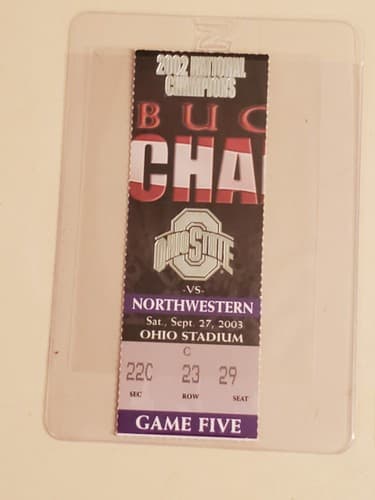 2002 NATIONAL
CHAMPIONS
BUC
CHA
OHIO STATE
-VS-
NORTHWESTERN
Sat., Sept. 27, 2003
OHIO STADIUM
C
22C 23 29
SEC ROW SEAT
GAME FIVE